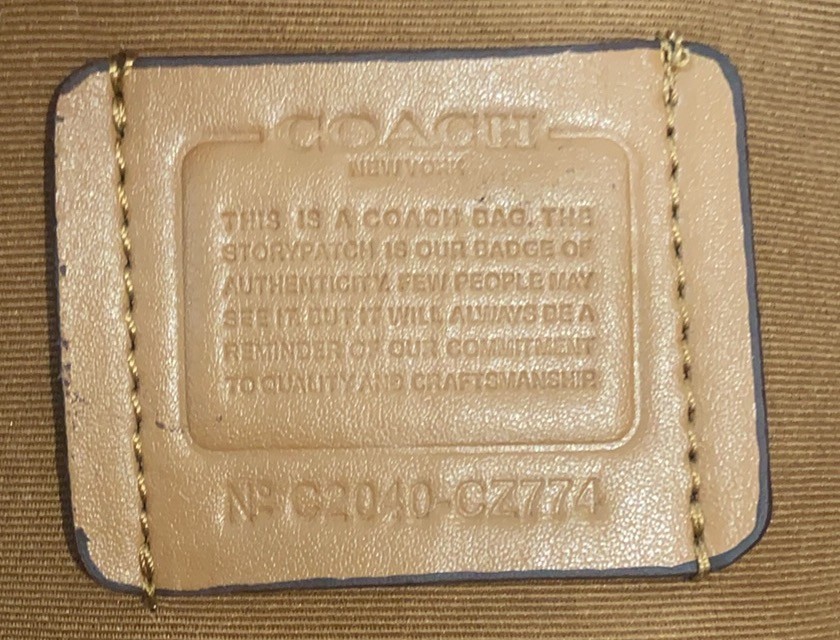 COACH
NEW YORK
THIS IS A COACH BAG. THE
STORYPATCH IS OUR BADGE OF
AUTHENTICITY. FEW PEOPLE MAY
SEE IT, BUT IT WILL ALWAYS BE A
REMINDER OF OUR COMMITMENT
TO QUALITY AND CRAFTSMANSHIP.
Nº C2040-CZ774